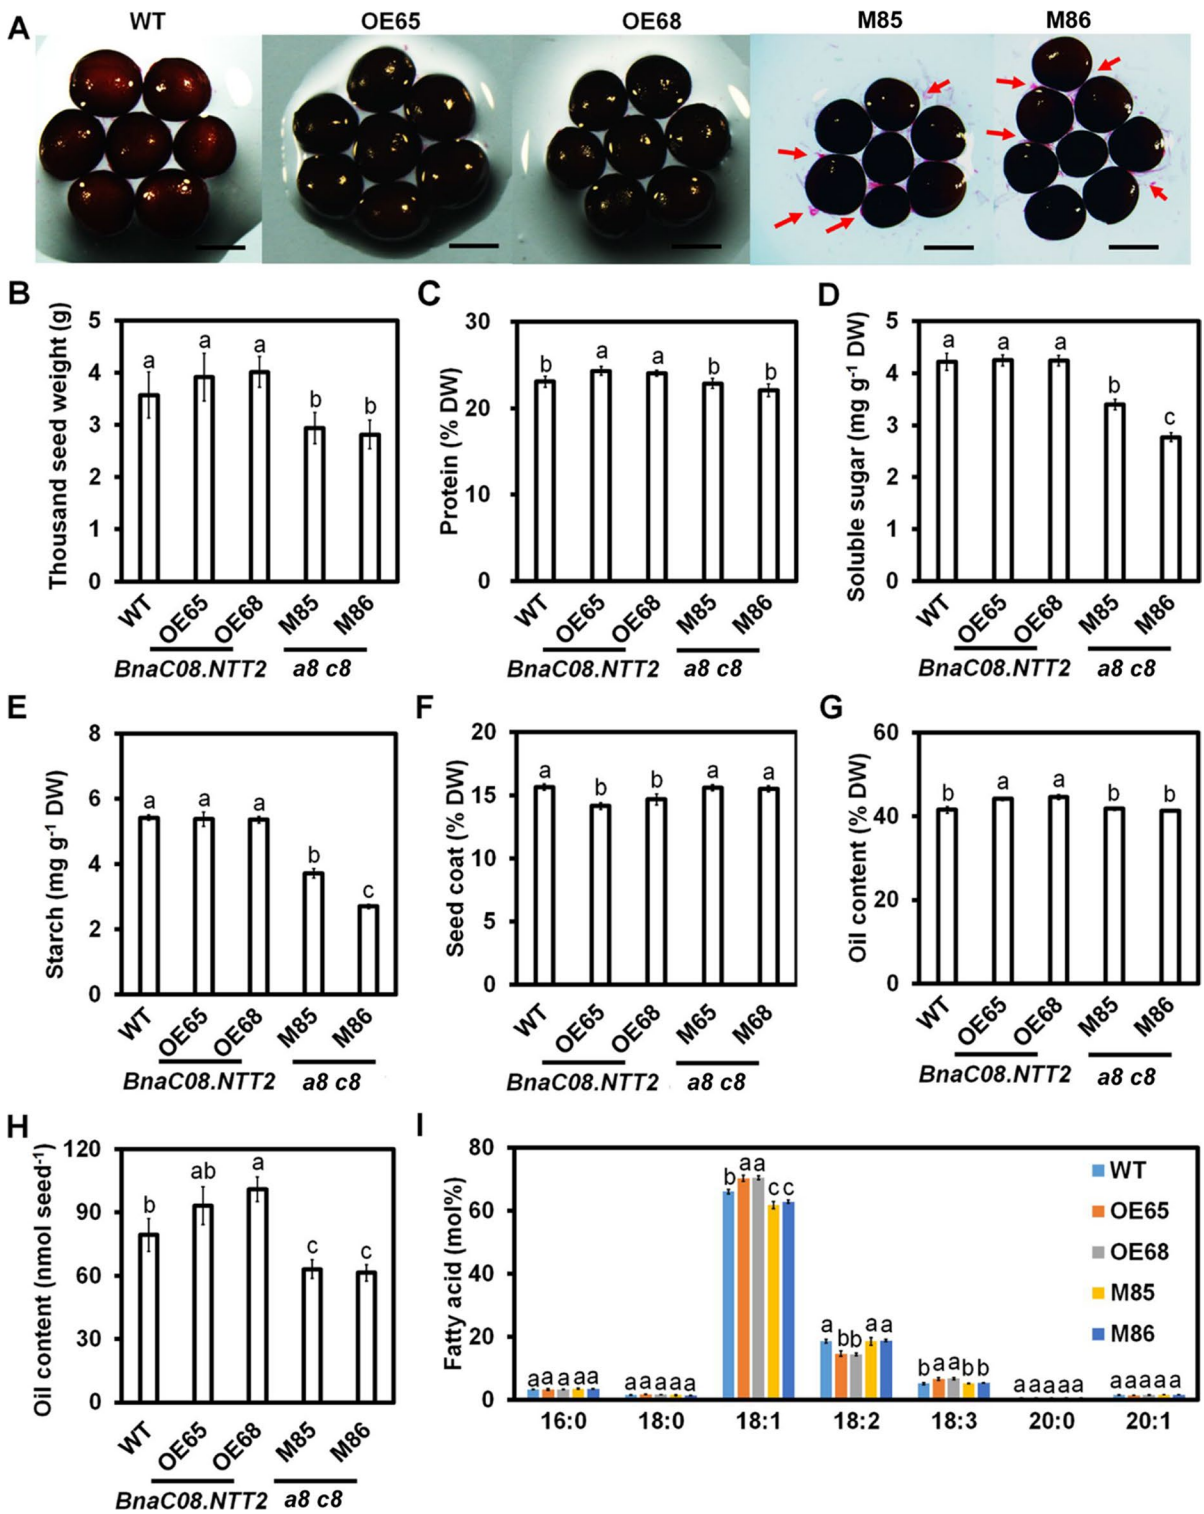 A
WT OE65 OE68 M85 M86
B
Thousand seed weight (g)
5
4
3
2
1
0
a a a b b
WT OE65 OE68 M85 M86
BnaC08.NTT2 a8 c8
C
Protein (% DW)
30
20
10
0
b a a b b
WT OE65 OE68 M85 M86
BnaC08.NTT2 a8 c8
D
Soluble sugar (mg g-1 DW)
5
4
3
2
1
0
a a a b c
WT OE65 OE68 M85 M86
BnaC08.NTT2 a8 c8
E
Starch (mg g-1 DW)
8
6
4
2
0
a a a b c
WT OE65 OE68 M85 M86
BnaC08.NTT2 a8 c8
F
Seed coat (% DW)
20
15
10
5
0
a b b a a
WT OE65 OE68 M65 M68
BnaC08.NTT2 a8 c8
G
Oil content (% DW)
60
40
20
0
b a a b b
WT OE65 OE68 M85 M86
BnaC08.NTT2 a8 c8
H
Oil content (nmol seed-1)
120
90
60
30
0
b ab a c c
WT OE65 OE68 M85 M86
BnaC08.NTT2 a8 c8
I
Fatty acid (mol%)
80
60
40
20
0
aaaaa aaaaa baacc abbaa baabb aaaaa aaaaa
16:0 18:0 18:1 18:2 18:3 20:0 20:1
WT
OE65
OE68
M85
M86